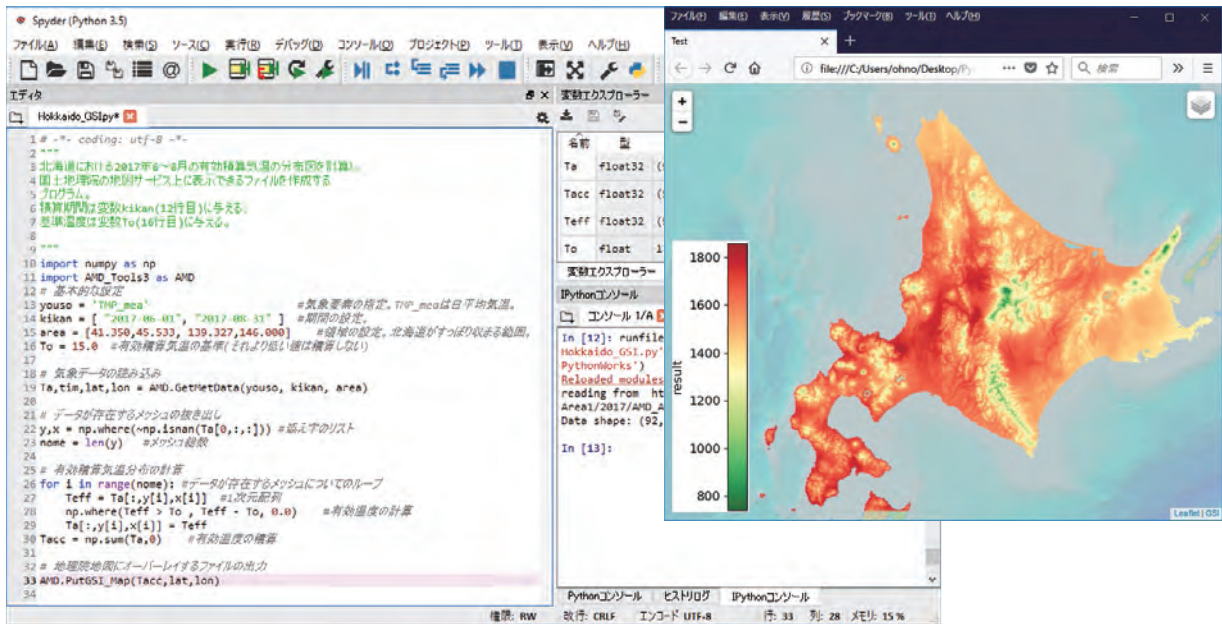 Spyder (Python 3.5)
ファイル(A) 編集(E) 検索(S) ソース(C) 実行(R) デバッグ(D) コンソール(O) プロジェクト(P) ツール(T) 表示(V) ヘルプ(H)
エディタ
Hokkaido_GSI.py*
1 # -*- coding: utf-8 -*-
2 """
3 北海道における2017年6～8月の有効積算気温の分布図を計算し、
4 国土地理院の地図サービス上に表示できるファイルを作成する
5 プログラム。
6 積算期間は変数kikan(12行目)に与える。
7 基準温度は変数To(16行目)に与える。
8
9 """
10 import numpy as np
11 import AMD_Tools3 as AMD
12 # 基本的な設定
13 youso = 'TMP_mea' #気象要素の指定。TMP_meaは日平均気温。
14 kikan = [ "2017-06-01", "2017-08-31" ] #期間の設定。
15 area = [41.350,45.533, 139.327,146.000] #領域の設定。北海道がすっぽり収まる範囲。
16 To = 15.0 #有効積算気温の基準(それより低い値は積算しない)
17
18 # 気象データの読み込み
19 Ta,tim,lat,lon = AMD.GetMetData(youso, kikan, area)
20
21 # データが存在するメッシュの抜き出し
22 y,x = np.where(~np.isnan(Ta[0,:,:])) #添え字のリスト
23 nome = len(y) #メッシュ総数
24
25 # 有効積算気温分布の計算
26 for i in range(nome): #データが存在するメッシュについてのループ
27 Teff = Ta[:,y[i],x[i]] #1次元配列
28 np.where(Teff > To , Teff - To, 0.0) #有効温度の計算
29 Ta[:,y[i],x[i]] = Teff
30 Tacc = np.sum(Ta,0) #有効温度の積算
31
32 # 地理院地図にオーバーレイするファイルの出力
33 AMD.PutGSI_Map(Tacc,lat,lon)
34
変数エクスプローラー
名前 型
Ta float32
Tacc float32
Teff float32
To float
変数エクスプローラー
IPythonコンソール
コンソール 1/A
In [12]: runfile
Hokkaido_GSI.py'
PythonWorks')
Reloaded modules
reading from ht
Area1/2017/AMD_A
Data shape: (92,
In [13]:
Pythonコンソール ヒストリログ IPythonコンソール
権限: RW 改行: CRLF エンコード UTF-8 行: 33 列: 28 メモリ: 15 %
ファイル(F) 編集(E) 表示(V) 履歴(S) ブックマーク(B) ツール(T) ヘルプ(H)
Test
file:///C:/Users/ohno/Desktop/Py
検索
+
−
result
1800
1600
1400
1200
1000
800
Leaflet | GSI